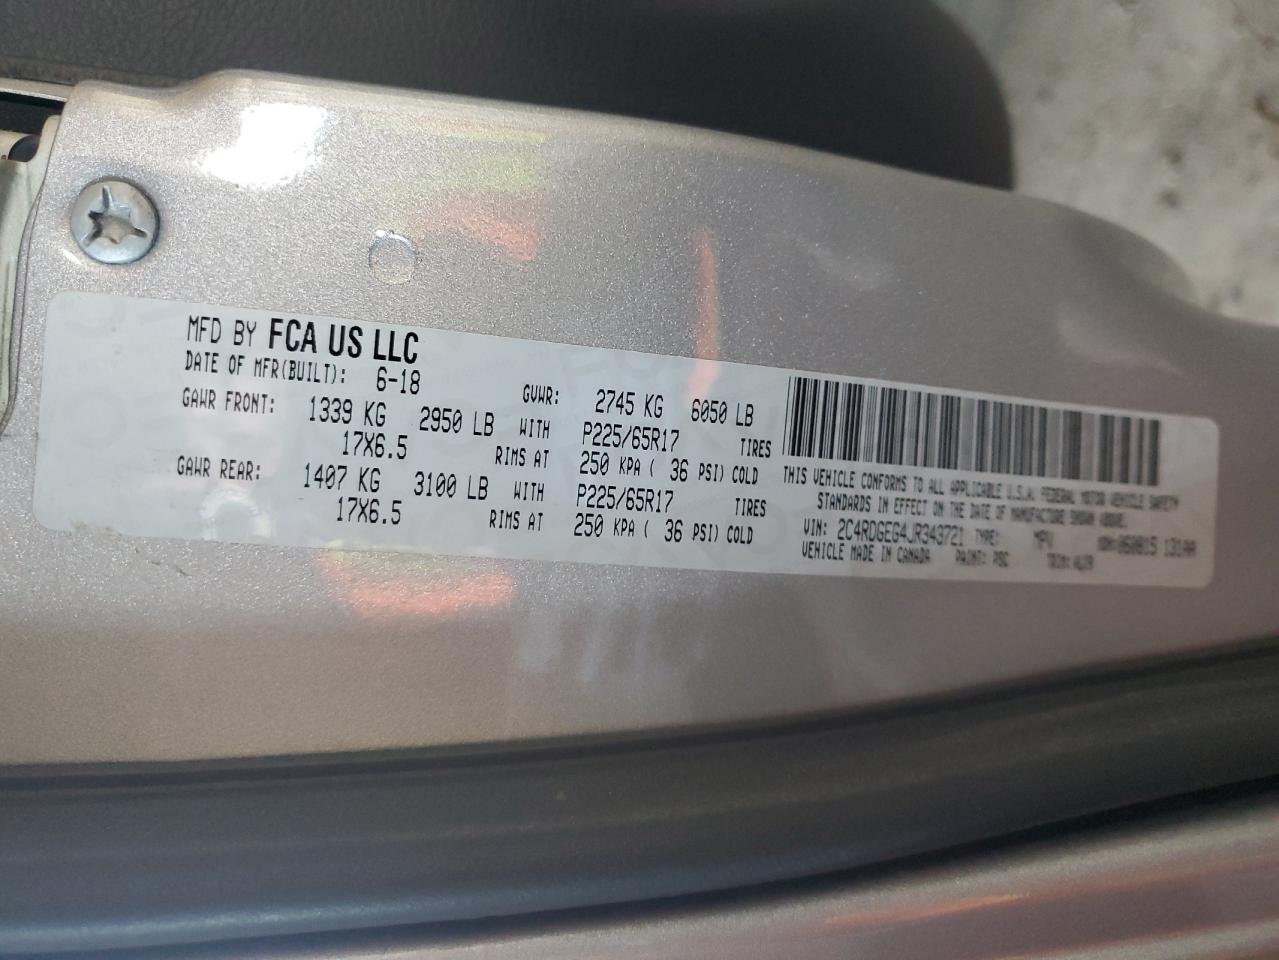 MFD BY FCA US LLC
DATE OF MFR(BUILT): 6-18 GVWR: 2745 KG 6050 LB
GAWR FRONT: 1339 KG 2950 LB WITH P225/65R17 TIRES
17X6.5 RIMS AT 250 KPA ( 36 PSI) COLD
GAWR REAR: 1407 KG 3100 LB WITH P225/65R17 TIRES
17X6.5 RIMS AT 250 KPA ( 36 PSI) COLD
THIS VEHICLE CONFORMS TO ALL APPLICABLE U.S.A. FEDERAL MOTOR VEHICLE SAFETY
STANDARDS IN EFFECT ON THE DATE OF MANUFACTURE SHOWN ABOVE.
VIN: 2C4RDGEG4JR343721 TYPE: MPV
VEHICLE MADE IN CANADA PAINT: PSC TRIM: